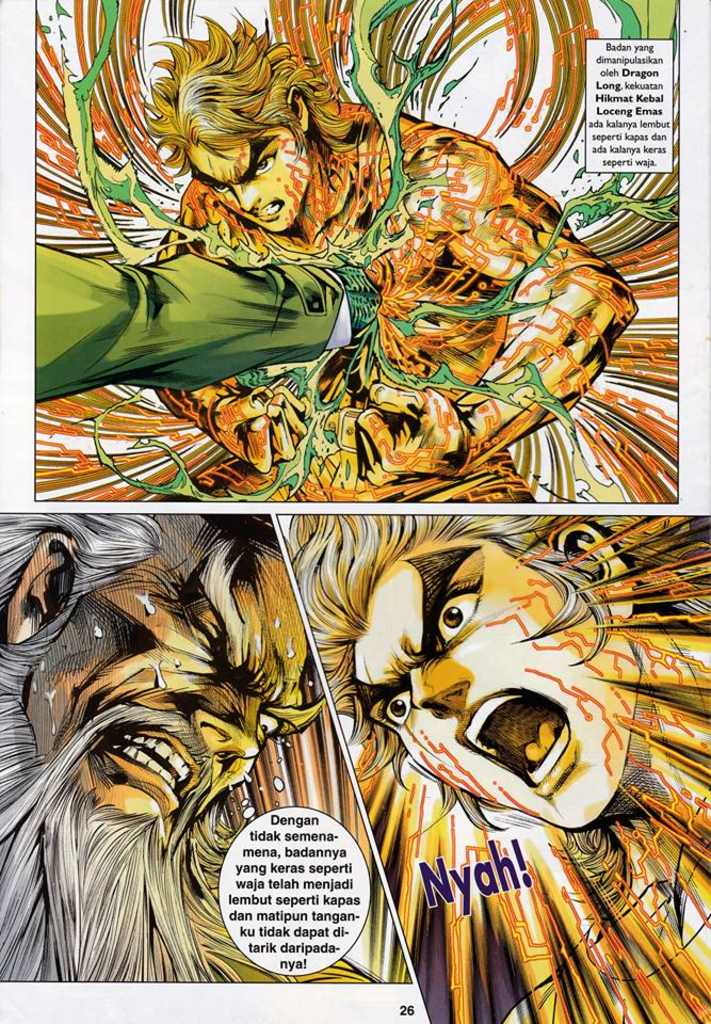 Badan yang
dimanipulasikan
oleh Dragon
Long, kekuatan
Hikmat Kebal
Loceng Emas
ada kalanya lembut
seperti kapas dan
ada kalanya keras
seperti waja.
Dengan
tidak semena-
mena, badannya
yang keras seperti
waja telah menjadi
lembut seperti kapas
dan matipun tangan-
ku tidak dapat di-
tarik daripada-
nya!
Nyah!
26